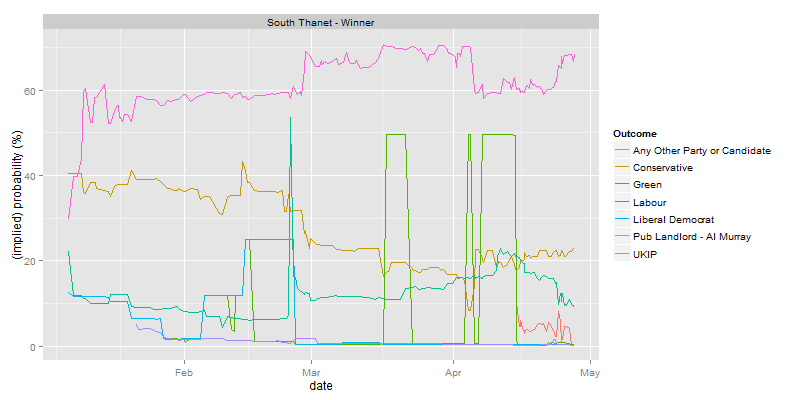 South Thanet - Winner
(implied) probability (%)
60
40
20
0
Feb
Mar
Apr
May
date
Outcome
Any Other Party or Candidate
Conservative
Green
Labour
Liberal Democrat
Pub Landlord - Al Murray
UKIP